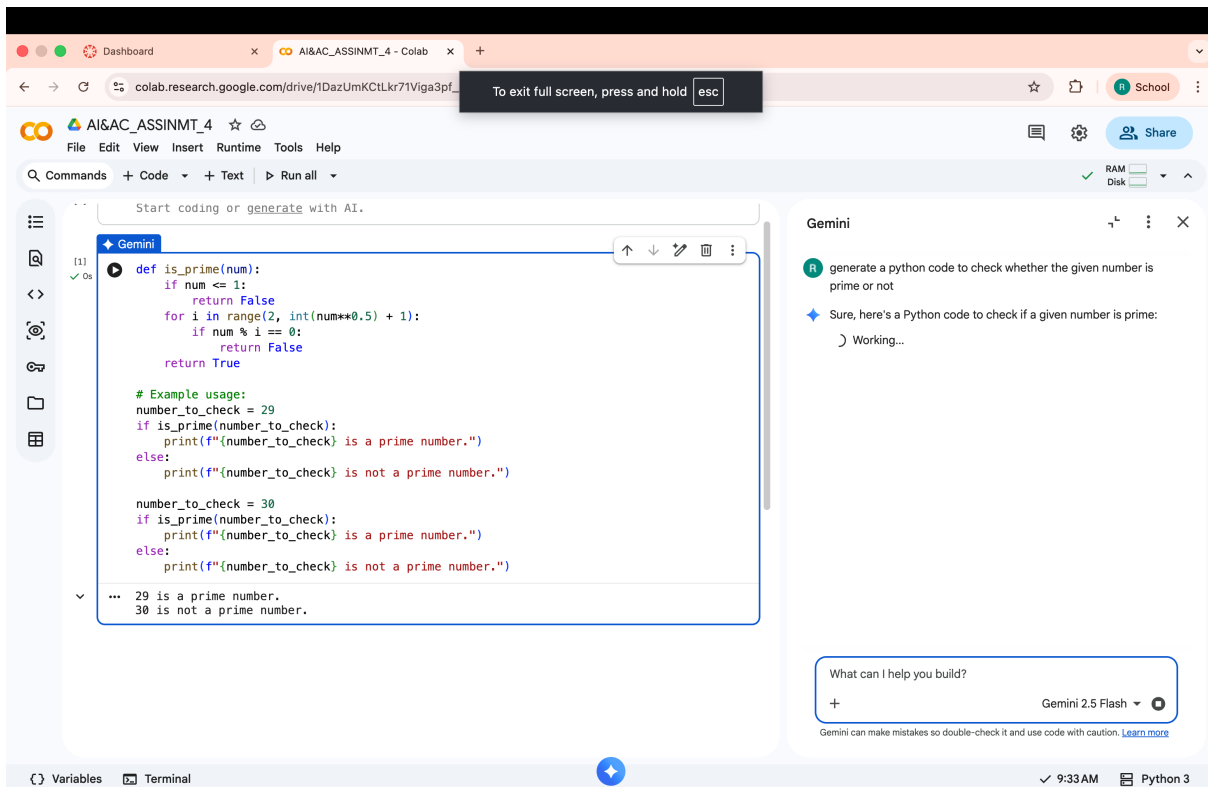 Dashboard
AI&AC_ASSINMT_4 - Colab
colab.research.google.com/drive/1DazUmKCtLkr71Viga3pf_
To exit full screen, press and hold esc
R School
AI&AC_ASSINMT_4
File Edit View Insert Runtime Tools Help
Share
Commands + Code + Text Run all
RAM
Disk
Start coding or generate with AI.
Gemini
[1]
0s
def is_prime(num):
    if num <= 1:
        return False
    for i in range(2, int(num**0.5) + 1):
        if num % i == 0:
            return False
    return True
# Example usage:
number_to_check = 29
if is_prime(number_to_check):
    print(f"{number_to_check} is a prime number.")
else:
    print(f"{number_to_check} is not a prime number.")
number_to_check = 30
if is_prime(number_to_check):
    print(f"{number_to_check} is a prime number.")
else:
    print(f"{number_to_check} is not a prime number.")
29 is a prime number.
30 is not a prime number.
Gemini
R generate a python code to check whether the given number is
prime or not
Sure, here's a Python code to check if a given number is prime:
Working...
What can I help you build?
+ Gemini 2.5 Flash
Gemini can make mistakes so double-check it and use code with caution. Learn more
{} Variables Terminal
9:33 AM Python 3